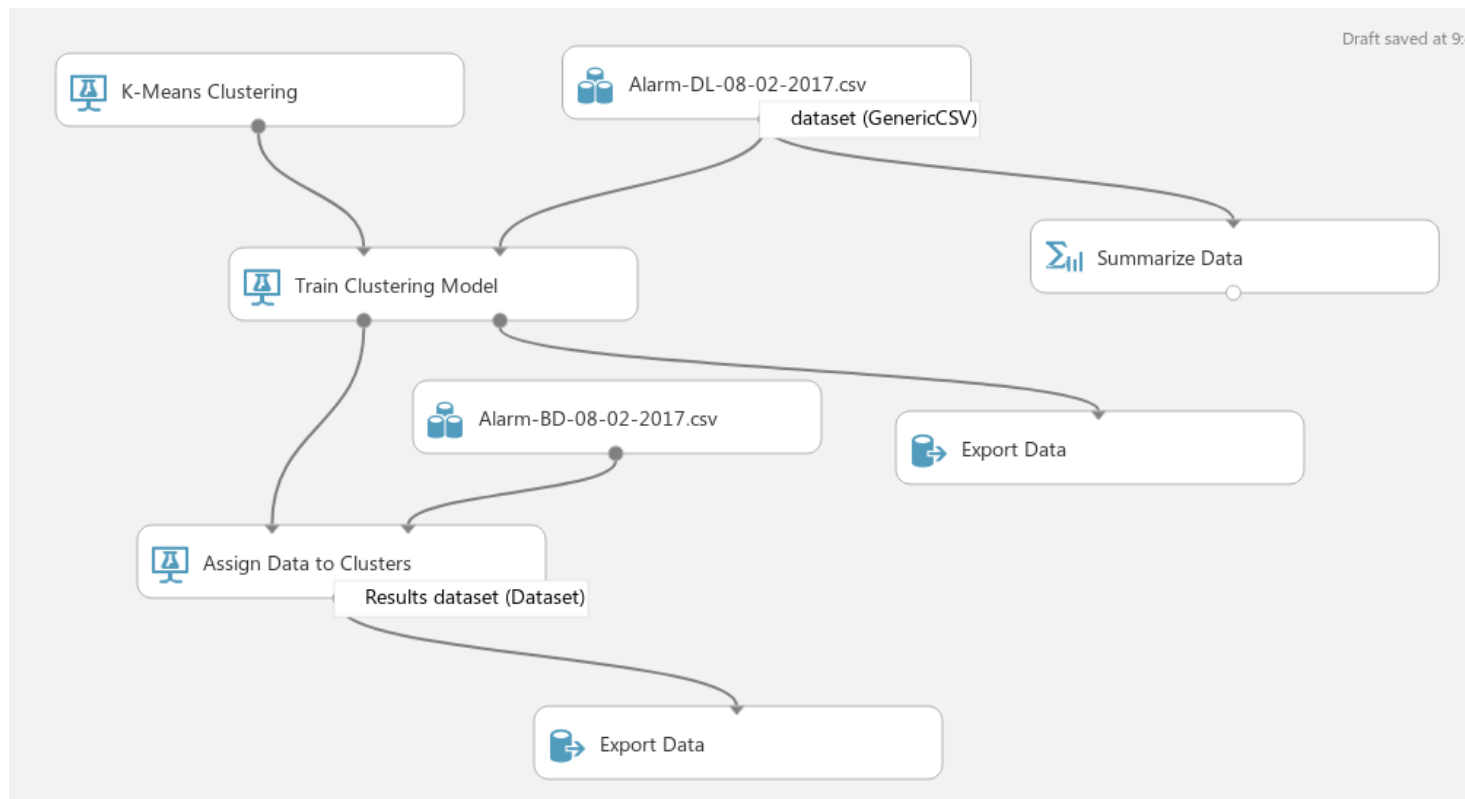 Draft saved at 9:
K-Means Clustering
Alarm-DL-08-02-2017.csv
dataset (GenericCSV)
Summarize Data
Train Clustering Model
Alarm-BD-08-02-2017.csv
Export Data
Assign Data to Clusters
Results dataset (Dataset)
Export Data